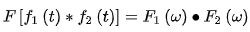 F [f₁ (t) * f₂ (t)] = F₁ (ω) • F₂ (ω)